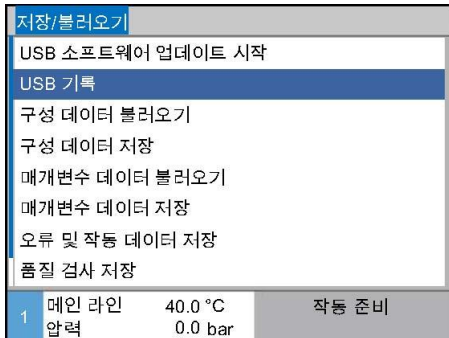 저장/불러오기
USB 소프트웨어 업데이트 시작
USB 기록
구성 데이터 불러오기
구성 데이터 저장
매개변수 데이터 불러오기
매개변수 데이터 저장
오류 및 작동 데이터 저장
품질 검사 저장
1 메인 라인 40.0 °C 작동 준비
압력 0.0 bar